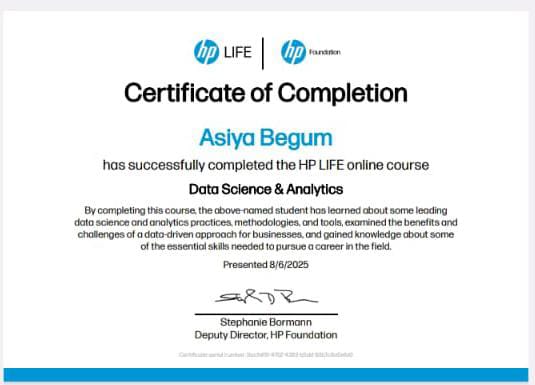 hp LIFE | hp Foundation
Certificate of Completion
Asiya Begum
has successfully completed the HP LIFE online course
Data Science & Analytics
By completing this course, the above-named student has learned about some leading
data science and analytics practices, methodologies, and tools, examined the benefits and
challenges of a data-driven approach for businesses, and gained knowledge about some
of the essential skills needed to pursue a career in the field.
Presented 8/6/2025
Stephanie Bormann
Deputy Director, HP Foundation
Certificate serial number: